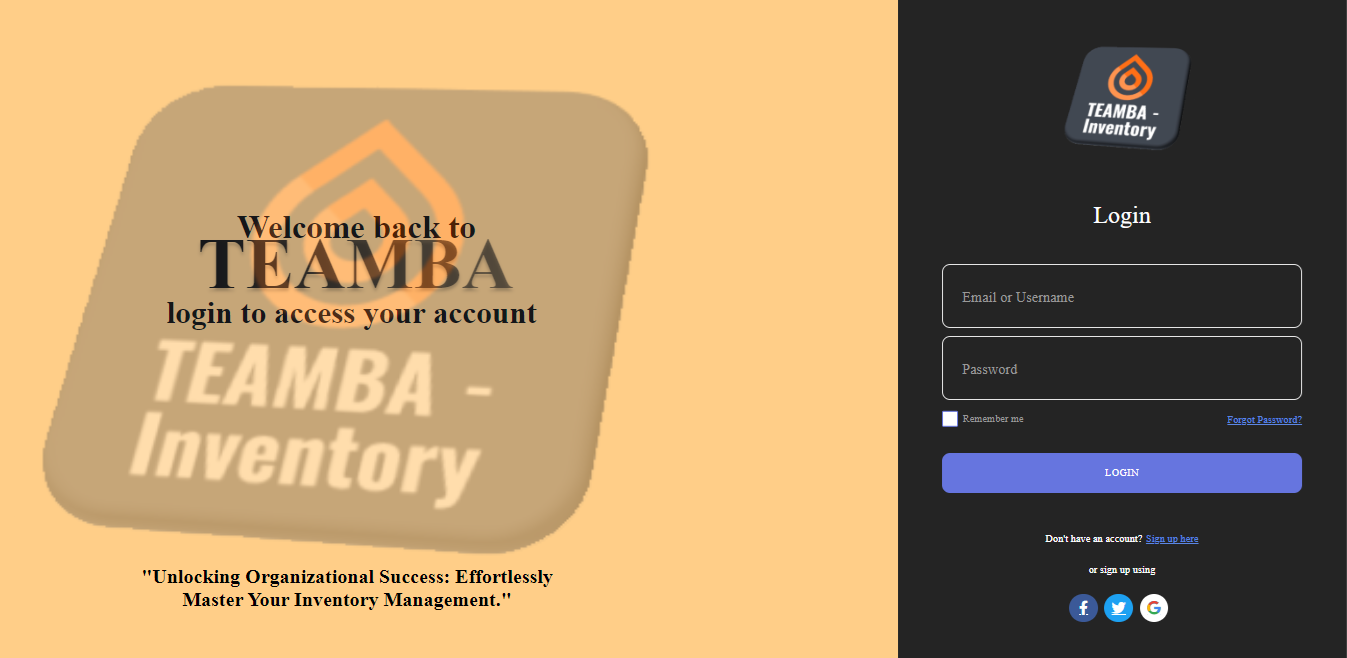 Welcome back to
TEAMBA
login to access your account
TEAMBA -
Inventory
"Unlocking Organizational Success: Effortlessly
Master Your Inventory Management."
TEAMBA -
Inventory
Login
Email or Username
Password
Remember me Forgot Password?
LOGIN
Don't have an account? Sign up here
or sign up using